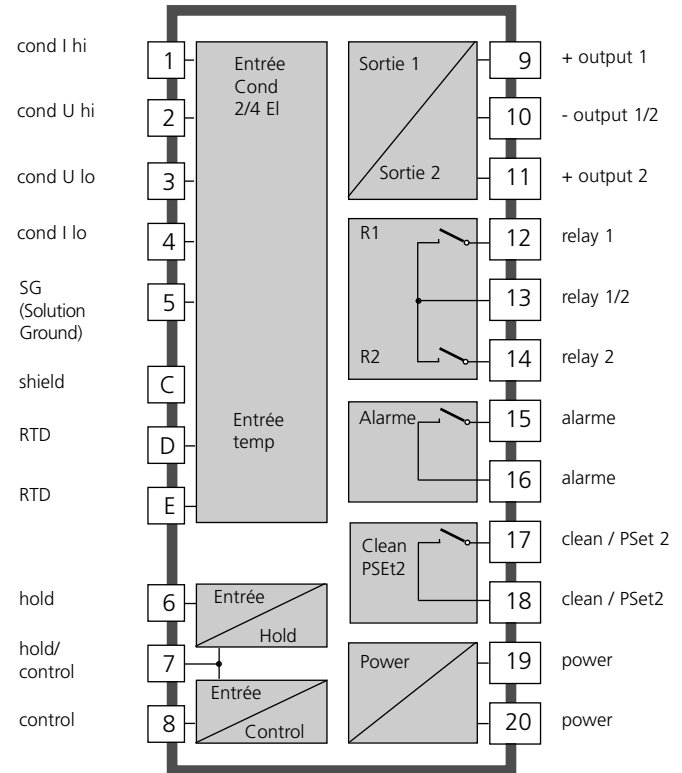 cond I hi
1
Entrée
Cond
2/4 El
cond U hi
2
cond U lo
3
cond I lo
4
SG
(Solution
Ground)
5
shield
C
RTD
D
Entrée
temp
RTD
E
hold
6
Entrée
Hold
hold/
control
7
Entrée
Control
control
8
Sortie 1
Sortie 2
9
+ output 1
10
- output 1/2
11
+ output 2
R1
12
relay 1
13
relay 1/2
R2
14
relay 2
Alarme
15
alarme
16
alarme
Clean
PSEt2
17
clean / PSet 2
18
clean / PSet2
Power
19
power
20
power